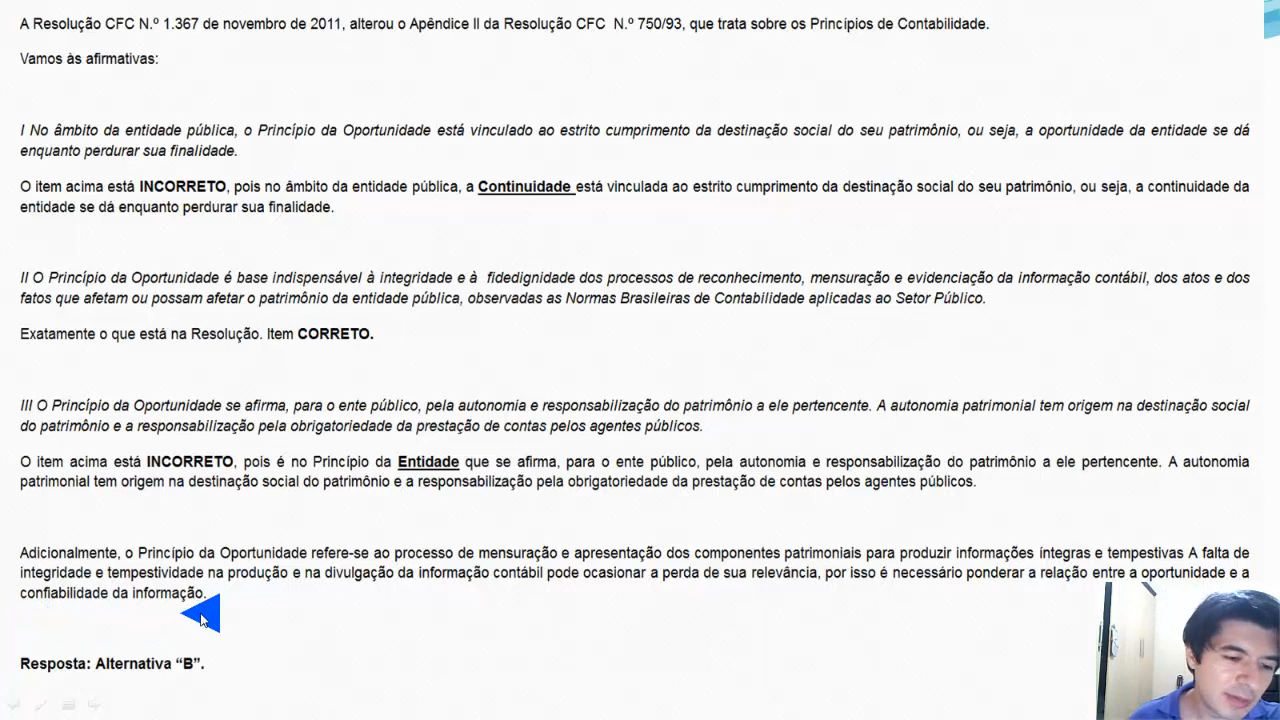 A Resolução CFC N.º 1.367 de novembro de 2011, alterou o Apêndice II da Resolução CFC N.º 750/93, que trata sobre os Princípios de Contabilidade.
Vamos às afirmativas:
I No âmbito da entidade pública, o Princípio da Oportunidade está vinculado ao estrito cumprimento da destinação social do seu patrimônio, ou seja, a oportunidade da entidade se dá
enquanto perdurar sua finalidade.
O item acima está INCORRETO, pois no âmbito da entidade pública, a Continuidade está vinculada ao estrito cumprimento da destinação social do seu patrimônio, ou seja, a continuidade da
entidade se dá enquanto perdurar sua finalidade.
II O Princípio da Oportunidade é base indispensável à integridade e à fidedignidade dos processos de reconhecimento, mensuração e evidenciação da informação contábil, dos atos e dos
fatos que afetam ou possam afetar o patrimônio da entidade pública, observadas as Normas Brasileiras de Contabilidade aplicadas ao Setor Público.
Exatamente o que está na Resolução. Item CORRETO.
III O Princípio da Oportunidade se afirma, para o ente público, pela autonomia e responsabilização do patrimônio a ele pertencente. A autonomia patrimonial tem origem na destinação social
do patrimônio e a responsabilização pela obrigatoriedade da prestação de contas pelos agentes públicos.
O item acima está INCORRETO, pois é no Princípio da Entidade que se afirma, para o ente público, pela autonomia e responsabilização do patrimônio a ele pertencente. A autonomia
patrimonial tem origem na destinação social do patrimônio e a responsabilização pela obrigatoriedade da prestação de contas pelos agentes públicos.
Adicionalmente, o Princípio da Oportunidade refere-se ao processo de mensuração e apresentação dos componentes patrimoniais para produzir informações íntegras e tempestivas A falta de
integridade e tempestividade na produção e na divulgação da informação contábil pode ocasionar a perda de sua relevância, por isso é necessário ponderar a relação entre a oportunidade e a
confiabilidade da informação.
Resposta: Alternativa “B”.